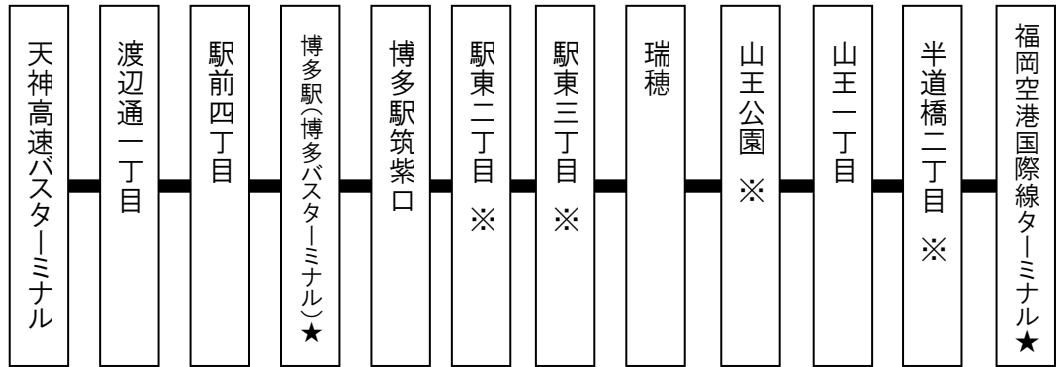 天神高速バスターミナル
渡辺通一丁目
駅前四丁目
博多駅(博多バスターミナル)★
博多駅筑紫口
駅東二丁目 ※
駅東三丁目 ※
瑞穂
山王公園 ※
山王一丁目
半道橋二丁目 ※
福岡空港国際線ターミナル★